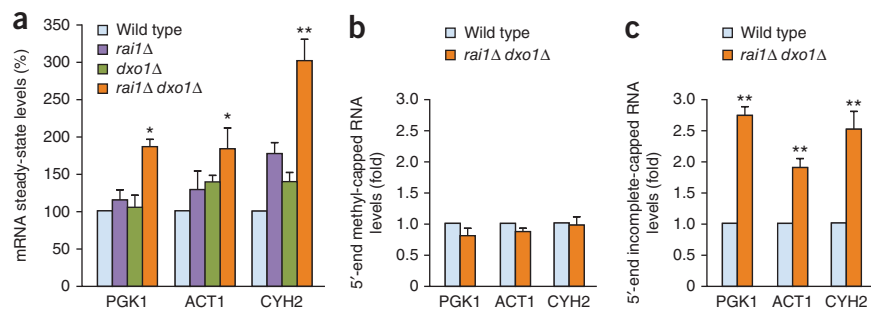 a
Wild type
rai1Δ
dxo1Δ
rai1Δ dxo1Δ
mRNA steady-state levels (%)
350
300
250
200
150
100
50
0
*
*
**
PGK1
ACT1
CYH2
b
Wild type
rai1Δ dxo1Δ
5′-end methyl-capped RNA
levels (fold)
3.0
2.5
2.0
1.5
1.0
0.5
0
PGK1
ACT1
CYH2
c
Wild type
rai1Δ dxo1Δ
5′-end incomplete-capped RNA
levels (fold)
3.0
2.5
2.0
1.5
1.0
0.5
0
**
**
**
PGK1
ACT1
CYH2